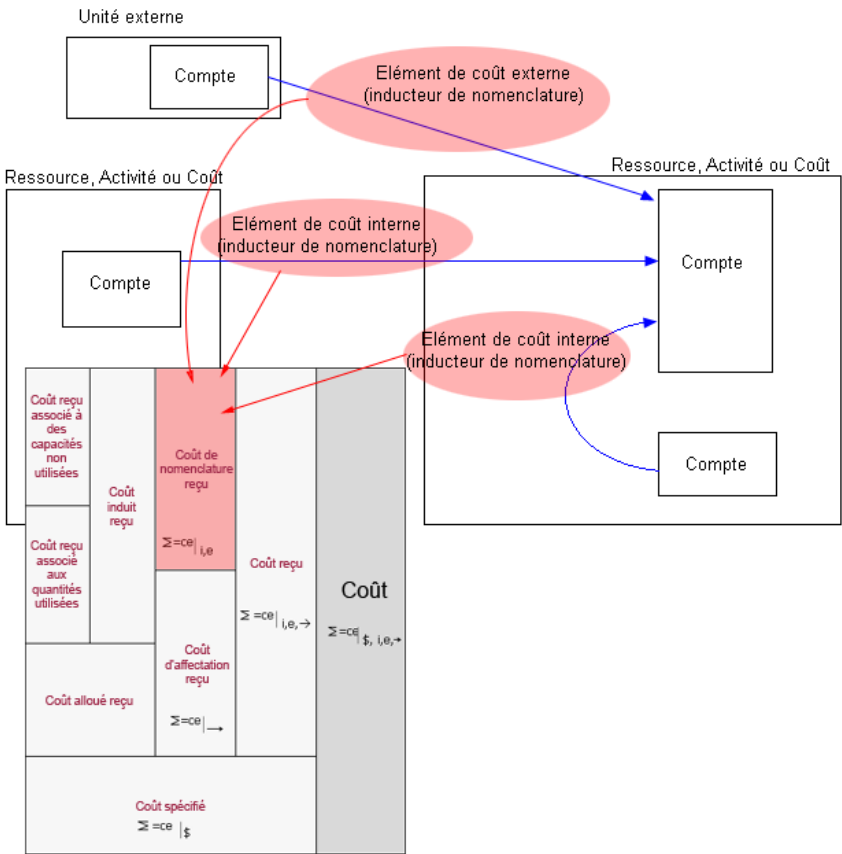 Unité externe
Compte
Elément de coût externe
(inducteur de nomenclature)
Ressource, Activité ou Coût
Ressource, Activité ou Coût
Elément de coût interne
(inducteur de nomenclature)
Compte
Compte
Elément de coût interne
(inducteur de nomenclature)
Compte
Coût reçu
associé à
des
capacités
non
utilisées
Coût
induit
reçu
Coût de
nomenclature
reçu
Σ=ce| i,e
Coût reçu
associé
aux
quantités
utilisées
Coût reçu
Σ=ce| i,e,→
Coût
Σ=ce| $, i,e,→
Coût
d'affectation
reçu
Σ=ce| →
Coût alloué reçu
Coût spécifié
Σ=ce |$